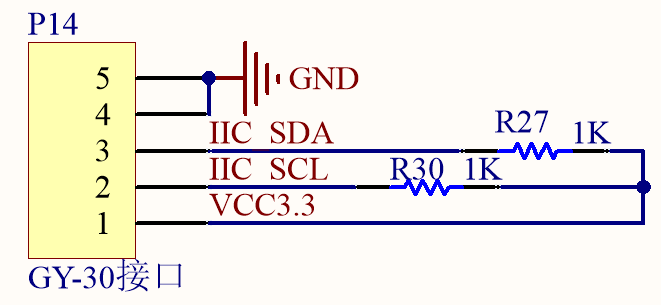 P14
5 GND
4
3 IIC SDA R27 1K
2 IIC SCL R30 1K
1 VCC3.3
GY-30接口